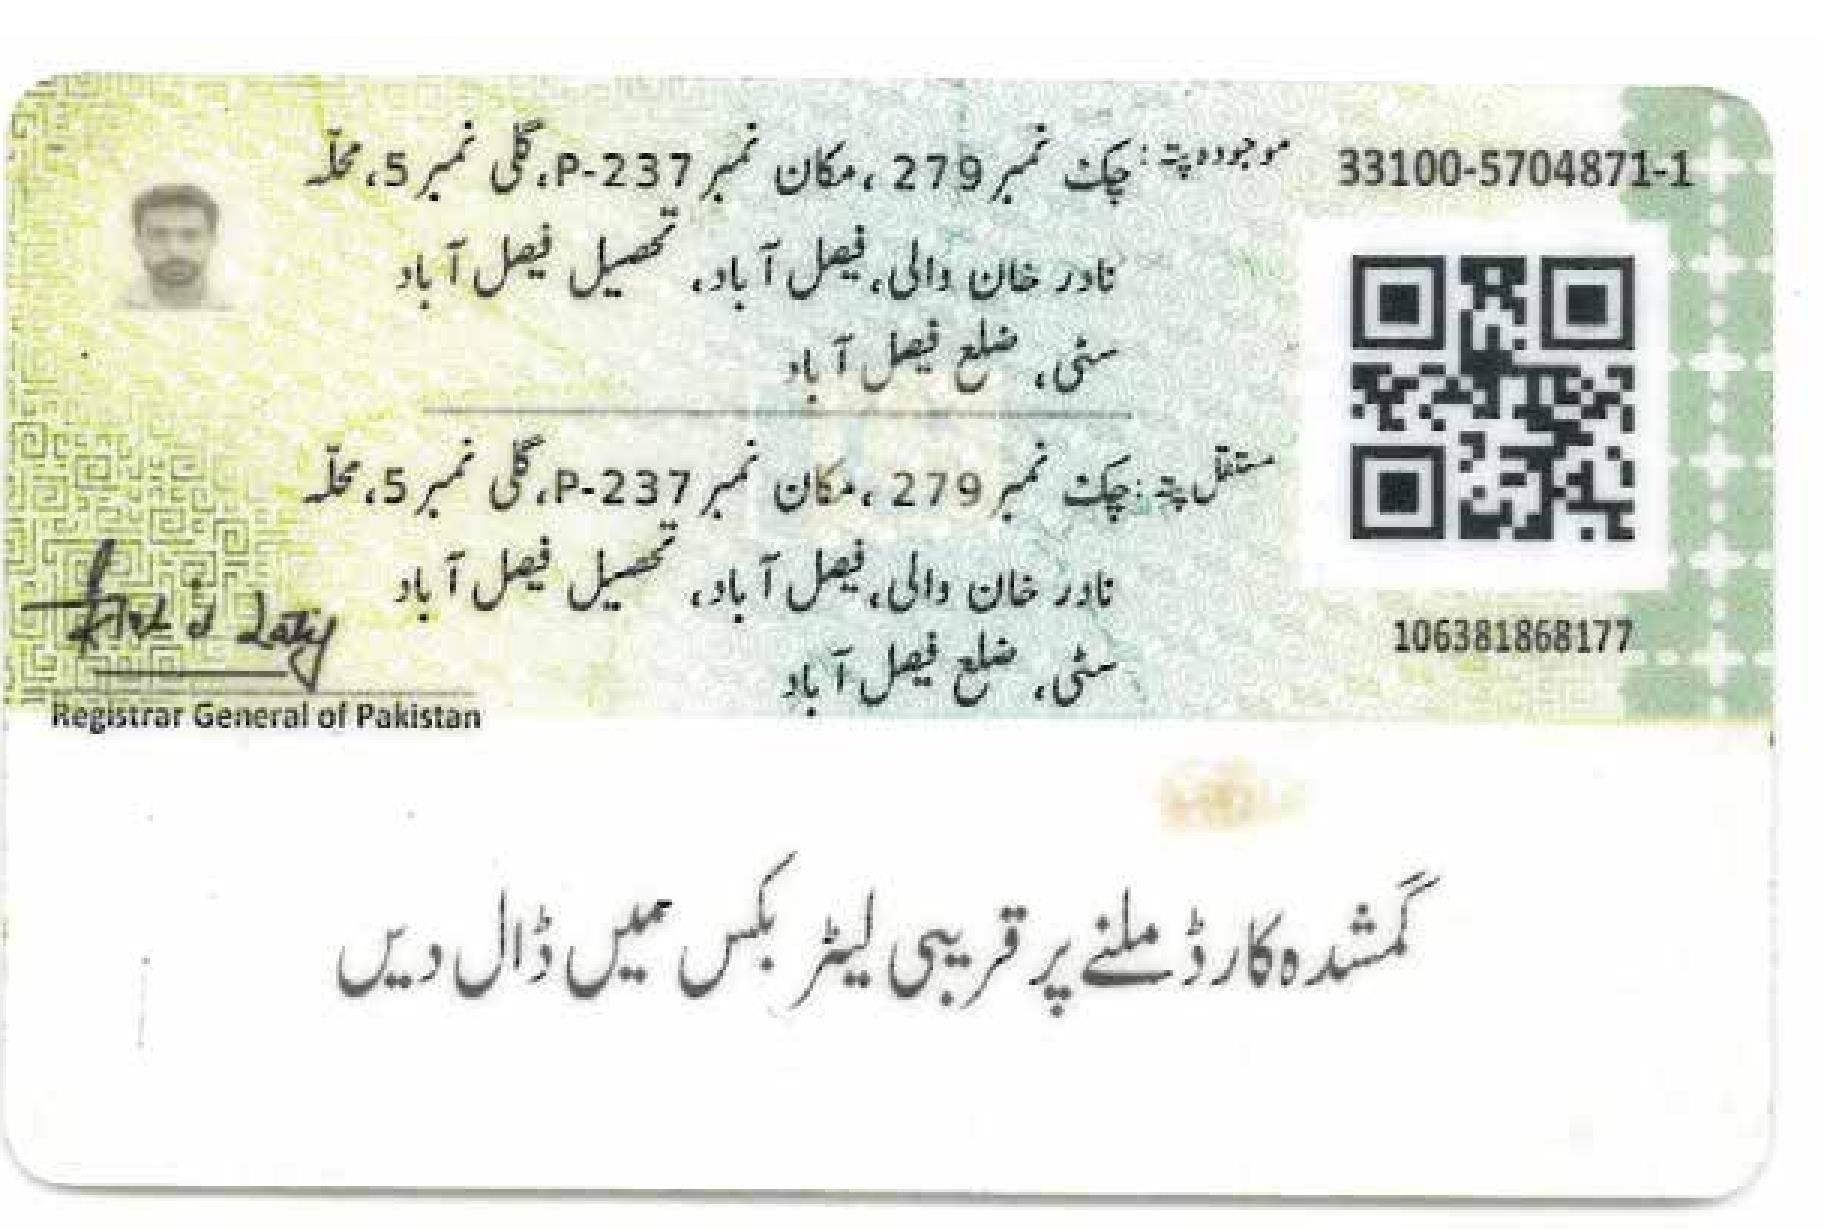 33100-5704871-1
موجودہ پتہ: چک نمبر 279، مکان نمبر P-237، گلی نمبر 5، محلّہ
نادر خان والی، فیصل آباد، تحصیل فیصل آباد
سٹی، ضلع فیصل آباد
مستقل پتہ: چک نمبر 279، مکان نمبر P-237، گلی نمبر 5، محلّہ
نادر خان والی، فیصل آباد، تحصیل فیصل آباد
سٹی، ضلع فیصل آباد
106381868177
Registrar General of Pakistan
گمشدہ کارڈ ملنے پر قریبی لیٹر بکس میں ڈال دیں